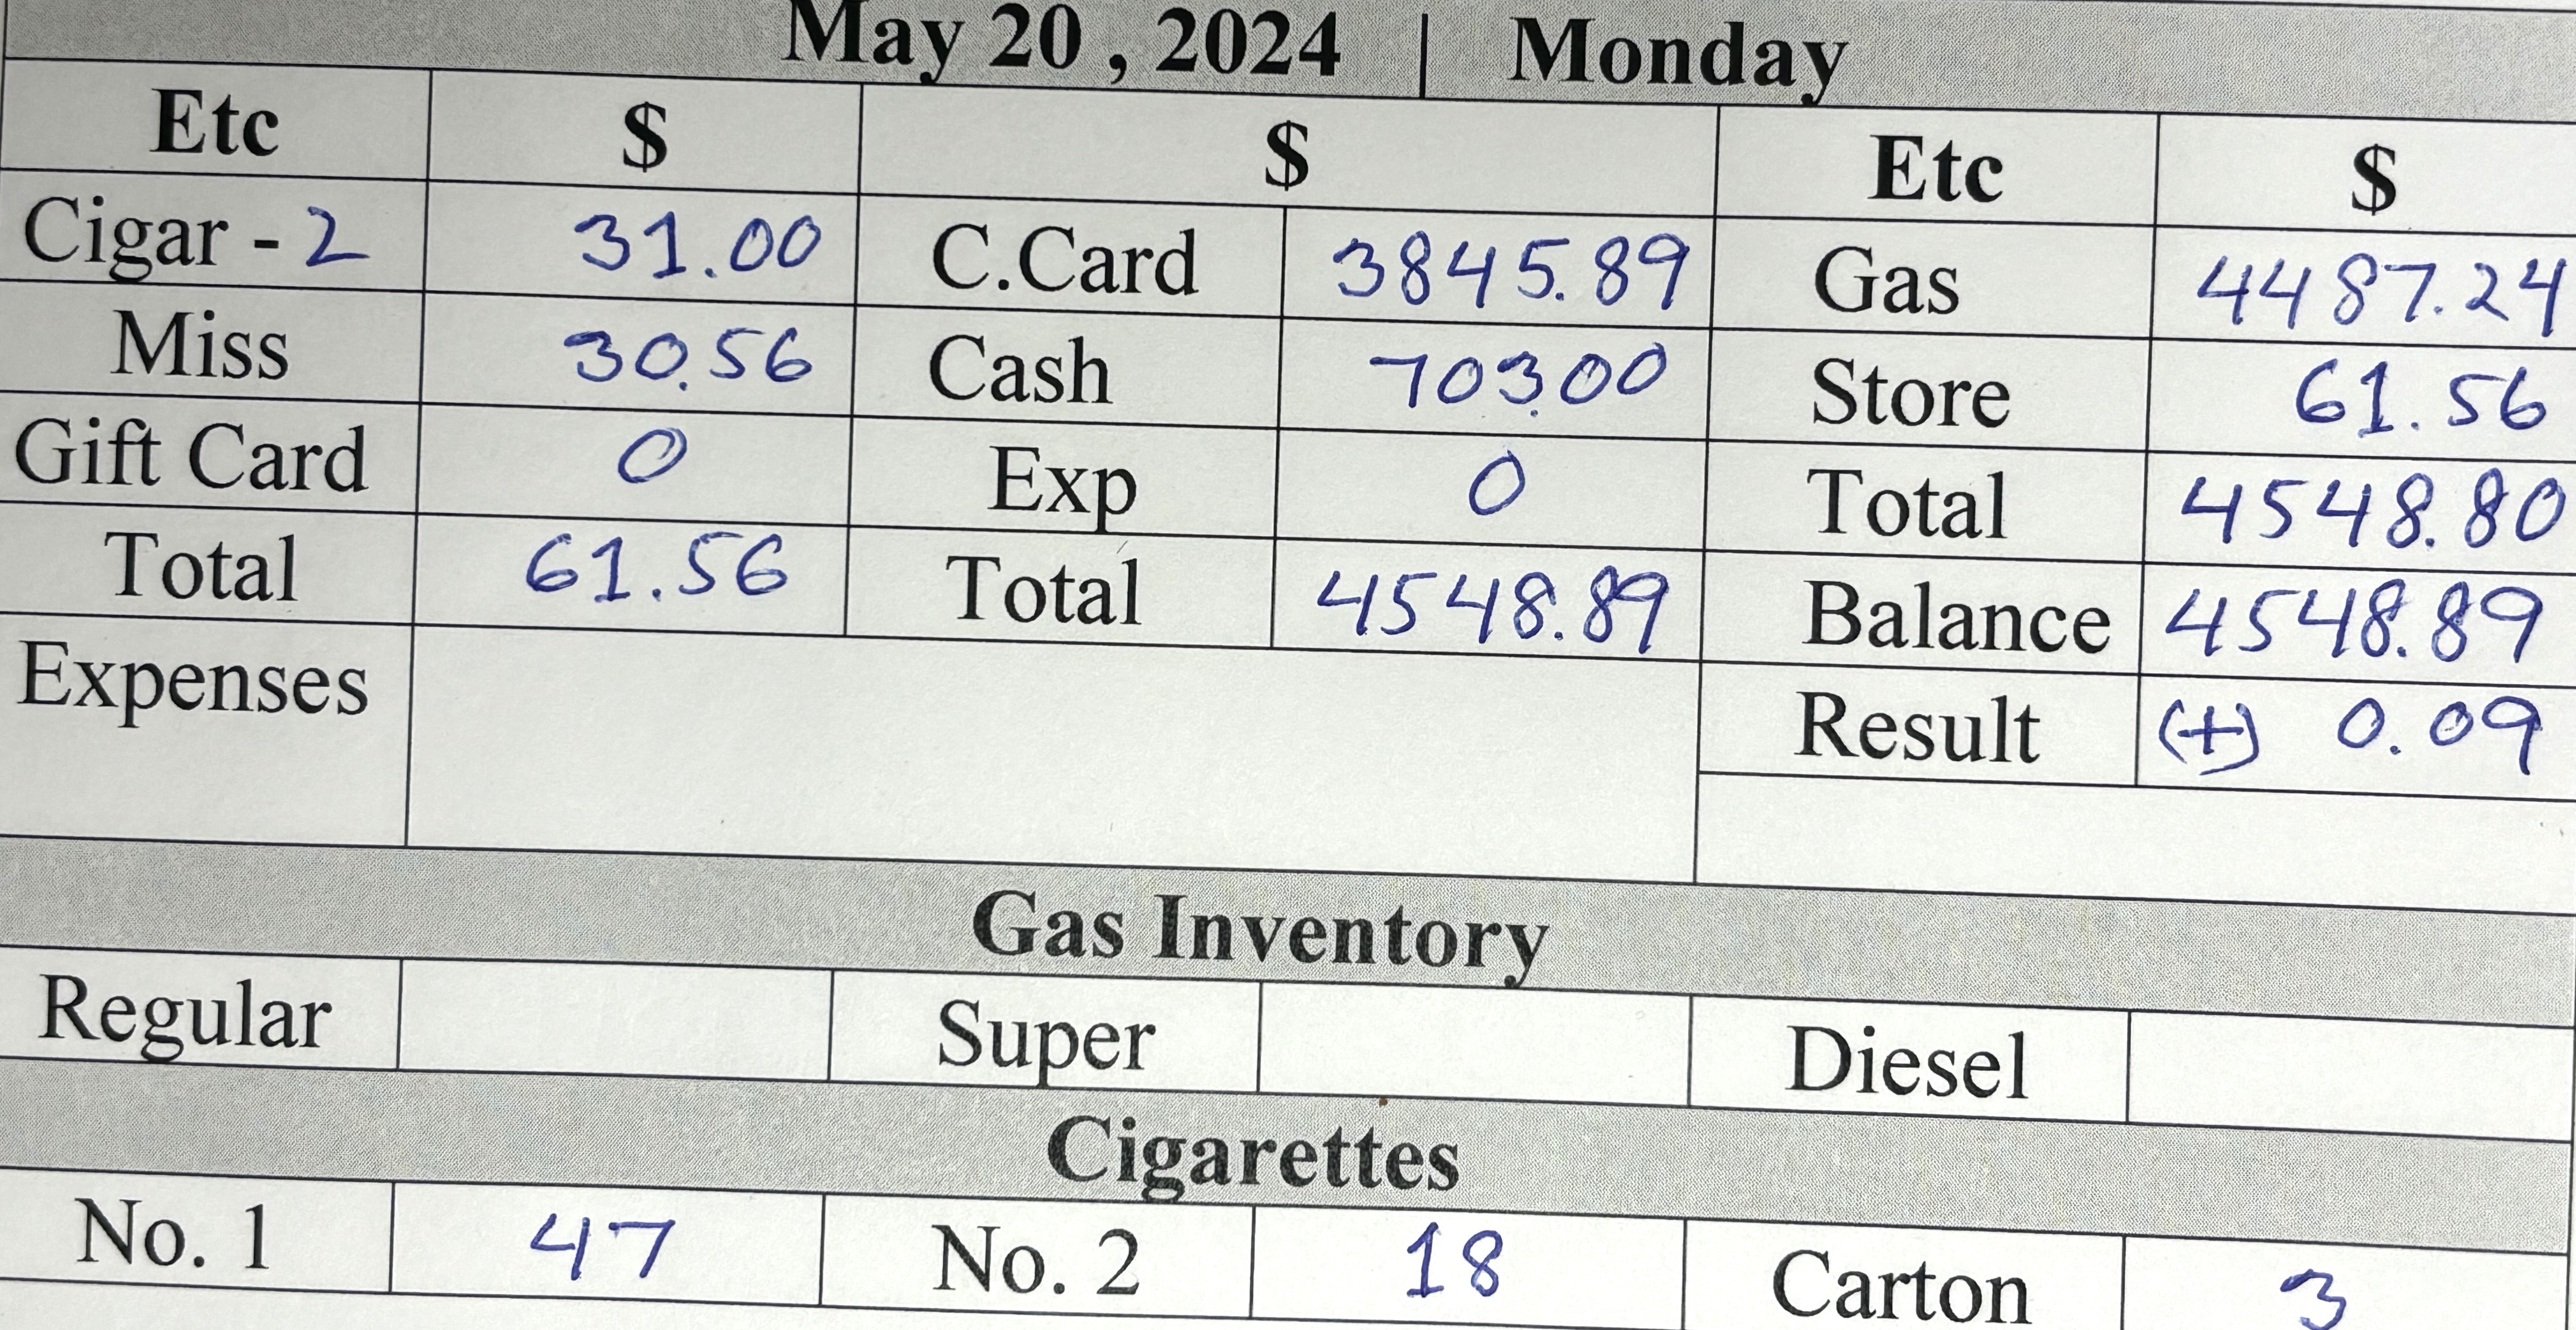 May 20 , 2024 | Monday
Etc $ $ Etc $
Cigar - 2 31.00 C.Card 3845.89 Gas 4487.24
Miss 30.56 Cash 703.00 Store 61.56
Gift Card 0 Exp 0 Total 4548.80
Total 61.56 Total 4548.89 Balance 4548.89
Expenses Result (+) 0.09
Gas Inventory
Regular Super Diesel
Cigarettes
No. 1 47 No. 2 18 Carton 3